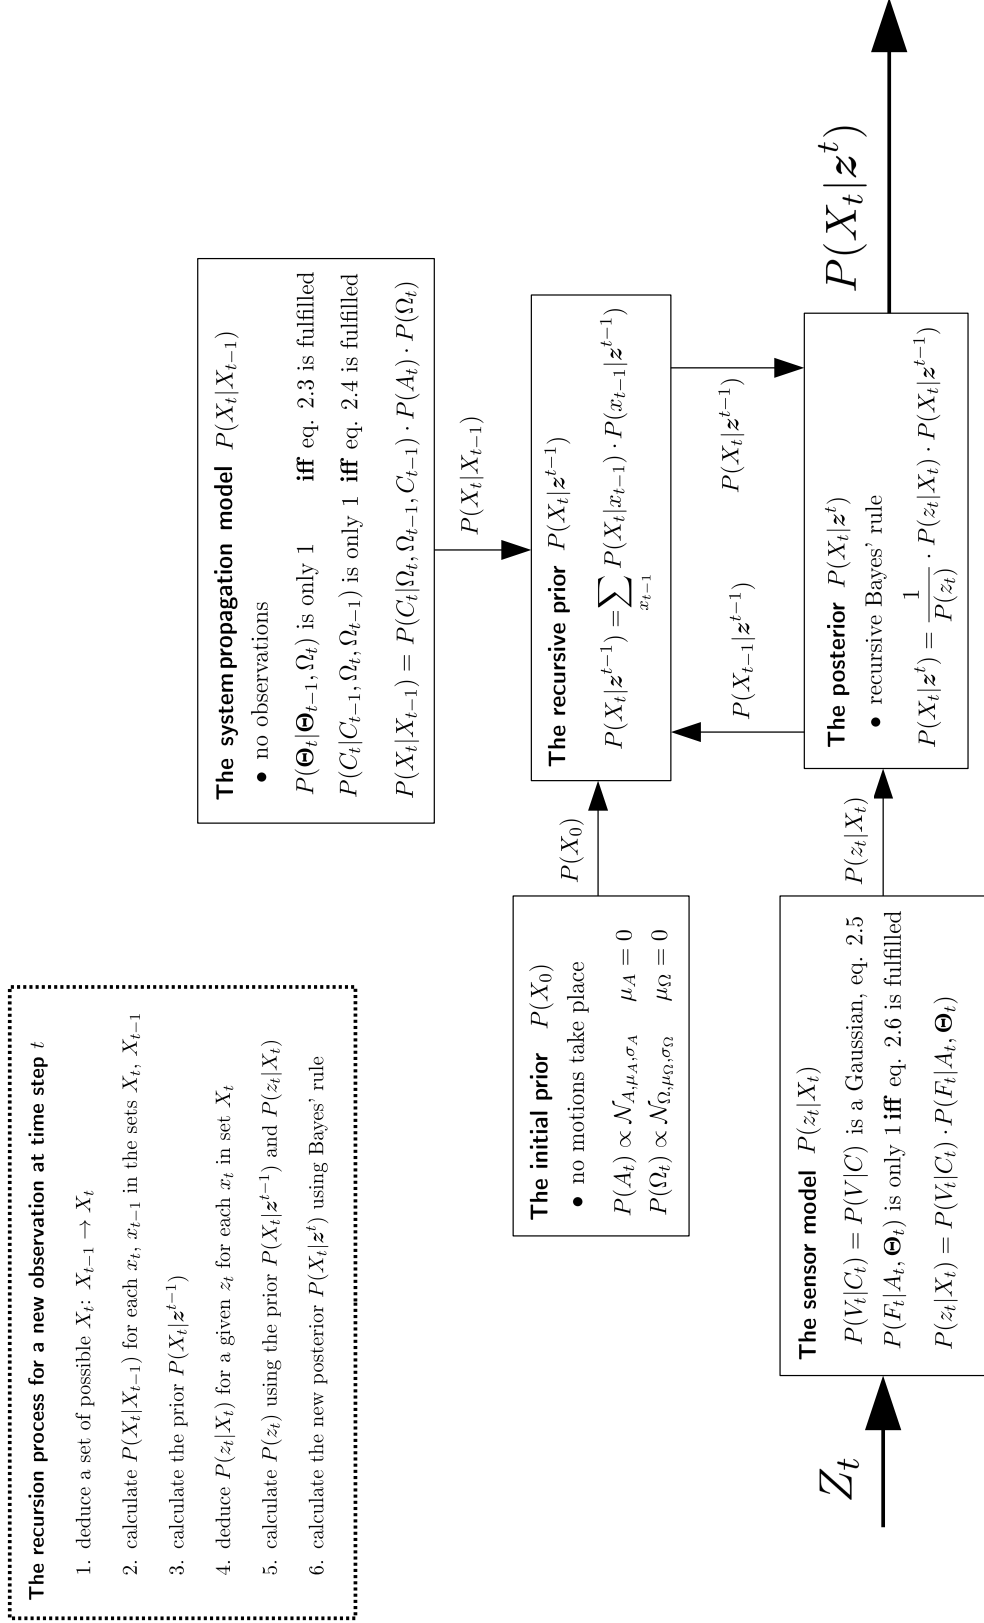 The recursion process for a new observation at time step t
1. deduce a set of possible X_t: X_{t−1} → X_t
2. calculate P(X_t|X_{t−1}) for each x_t, x_{t−1} in the sets X_t, X_{t−1}
3. calculate the prior P(X_t|z^{t−1})
4. deduce P(z_t|X_t) for a given z_t for each x_t in set X_t
5. calculate P(z_t) using the prior P(X_t|z^{t−1}) and P(z_t|X_t)
6. calculate the new posterior P(X_t|z^t) using Bayes' rule
The system propagation model P(X_t|X_{t−1})
• no observations
P(Θ_t|Θ_{t−1}, Ω_t) is only 1 iff eq. 2.3 is fulfilled
P(C_t|C_{t−1}, Ω_t, Ω_{t−1}) is only 1 iff eq. 2.4 is fulfilled
P(X_t|X_{t−1}) = P(C_t|Ω_t, Ω_{t−1}, C_{t−1}) · P(A_t) · P(Ω_t)
P(X_t|X_{t−1})
The initial prior P(X_0)
• no motions take place
P(A_t) ∝ N_{A,μ_A,σ_A} μ_A = 0
P(Ω_t) ∝ N_{Ω,μ_Ω,σ_Ω} μ_Ω = 0
P(X_0)
The recursive prior P(X_t|z^{t−1})
P(X_t|z^{t−1}) = ∑_{x_{t−1}} P(X_t|x_{t−1}) · P(x_{t−1}|z^{t−1})
P(X_{t−1}|z^{t−1})
P(X_t|z^{t−1})
Z_t
The sensor model P(z_t|X_t)
P(V_t|C_t) = P(V|C) is a Gaussian, eq. 2.5
P(F_t|A_t, Θ_t) is only 1 iff eq. 2.6 is fulfilled
P(z_t|X_t) = P(V_t|C_t) · P(F_t|A_t, Θ_t)
P(z_t|X_t)
The posterior P(X_t|z^t)
• recursive Bayes' rule
P(X_t|z^t) = \frac{1}{P(z_t)} · P(z_t|X_t) · P(X_t|z^{t−1})
P(X_t|z^t)